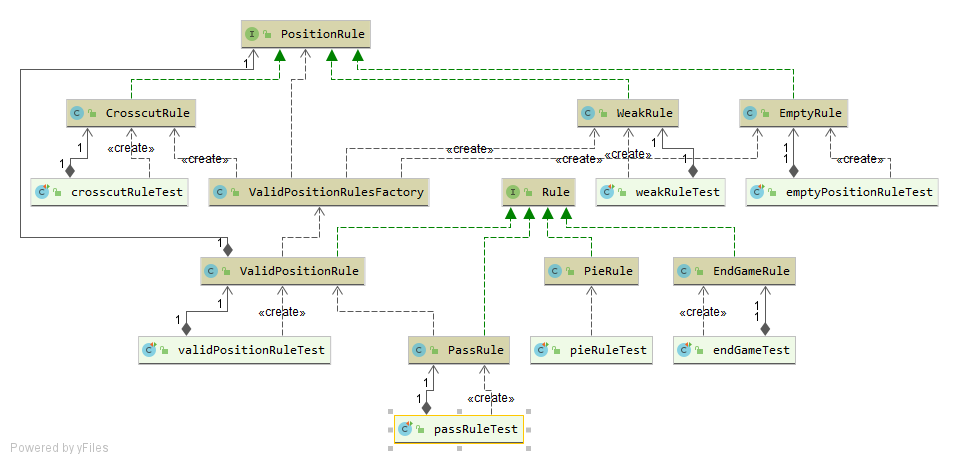 I PositionRule
1
C CrosscutRule
C WeakRule
C EmptyRule
«create»
«create»
«create»
«create»
«create»
«create»
1
1
1
1
1
1
C crosscutRuleTest
C ValidPositionRulesFactory
I Rule
C weakRuleTest
C emptyPositionRuleTest
1
C ValidPositionRule
C PieRule
C EndGameRule
1
1
«create»
1
1
«create»
C validPositionRuleTest
C PassRule
C pieRuleTest
C endGameTest
1
1
«create»
C passRuleTest
Powered by yFiles